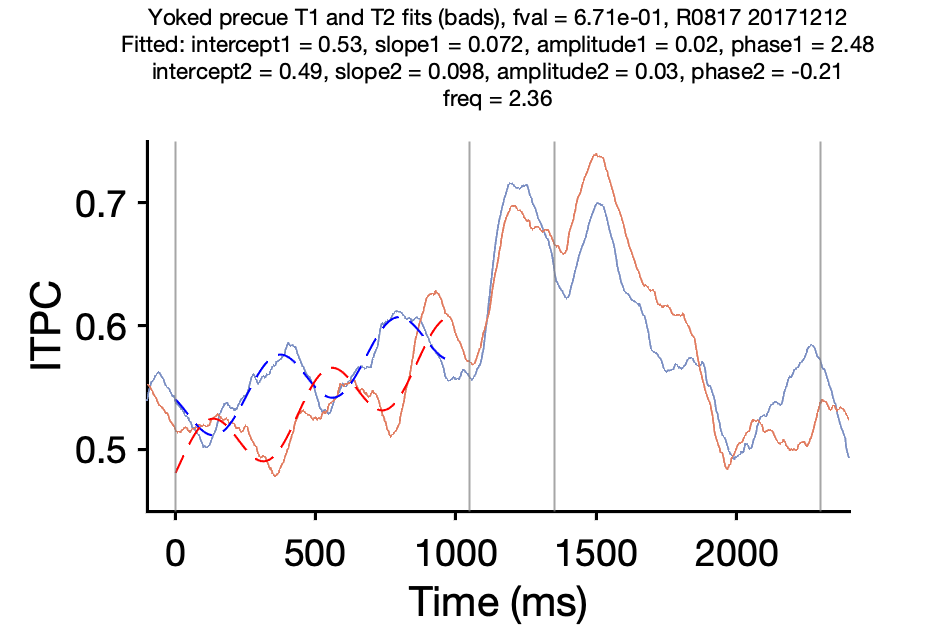 Yoked precue T1 and T2 fits (bads), fval = 6.71e-01, R0817 20171212
Fitted: intercept1 = 0.53, slope1 = 0.072, amplitude1 = 0.02, phase1 = 2.48
intercept2 = 0.49, slope2 = 0.098, amplitude2 = 0.03, phase2 = -0.21
freq = 2.36
0.7
0.6
0.5
ITPC
0 500 1000 1500 2000
Time (ms)